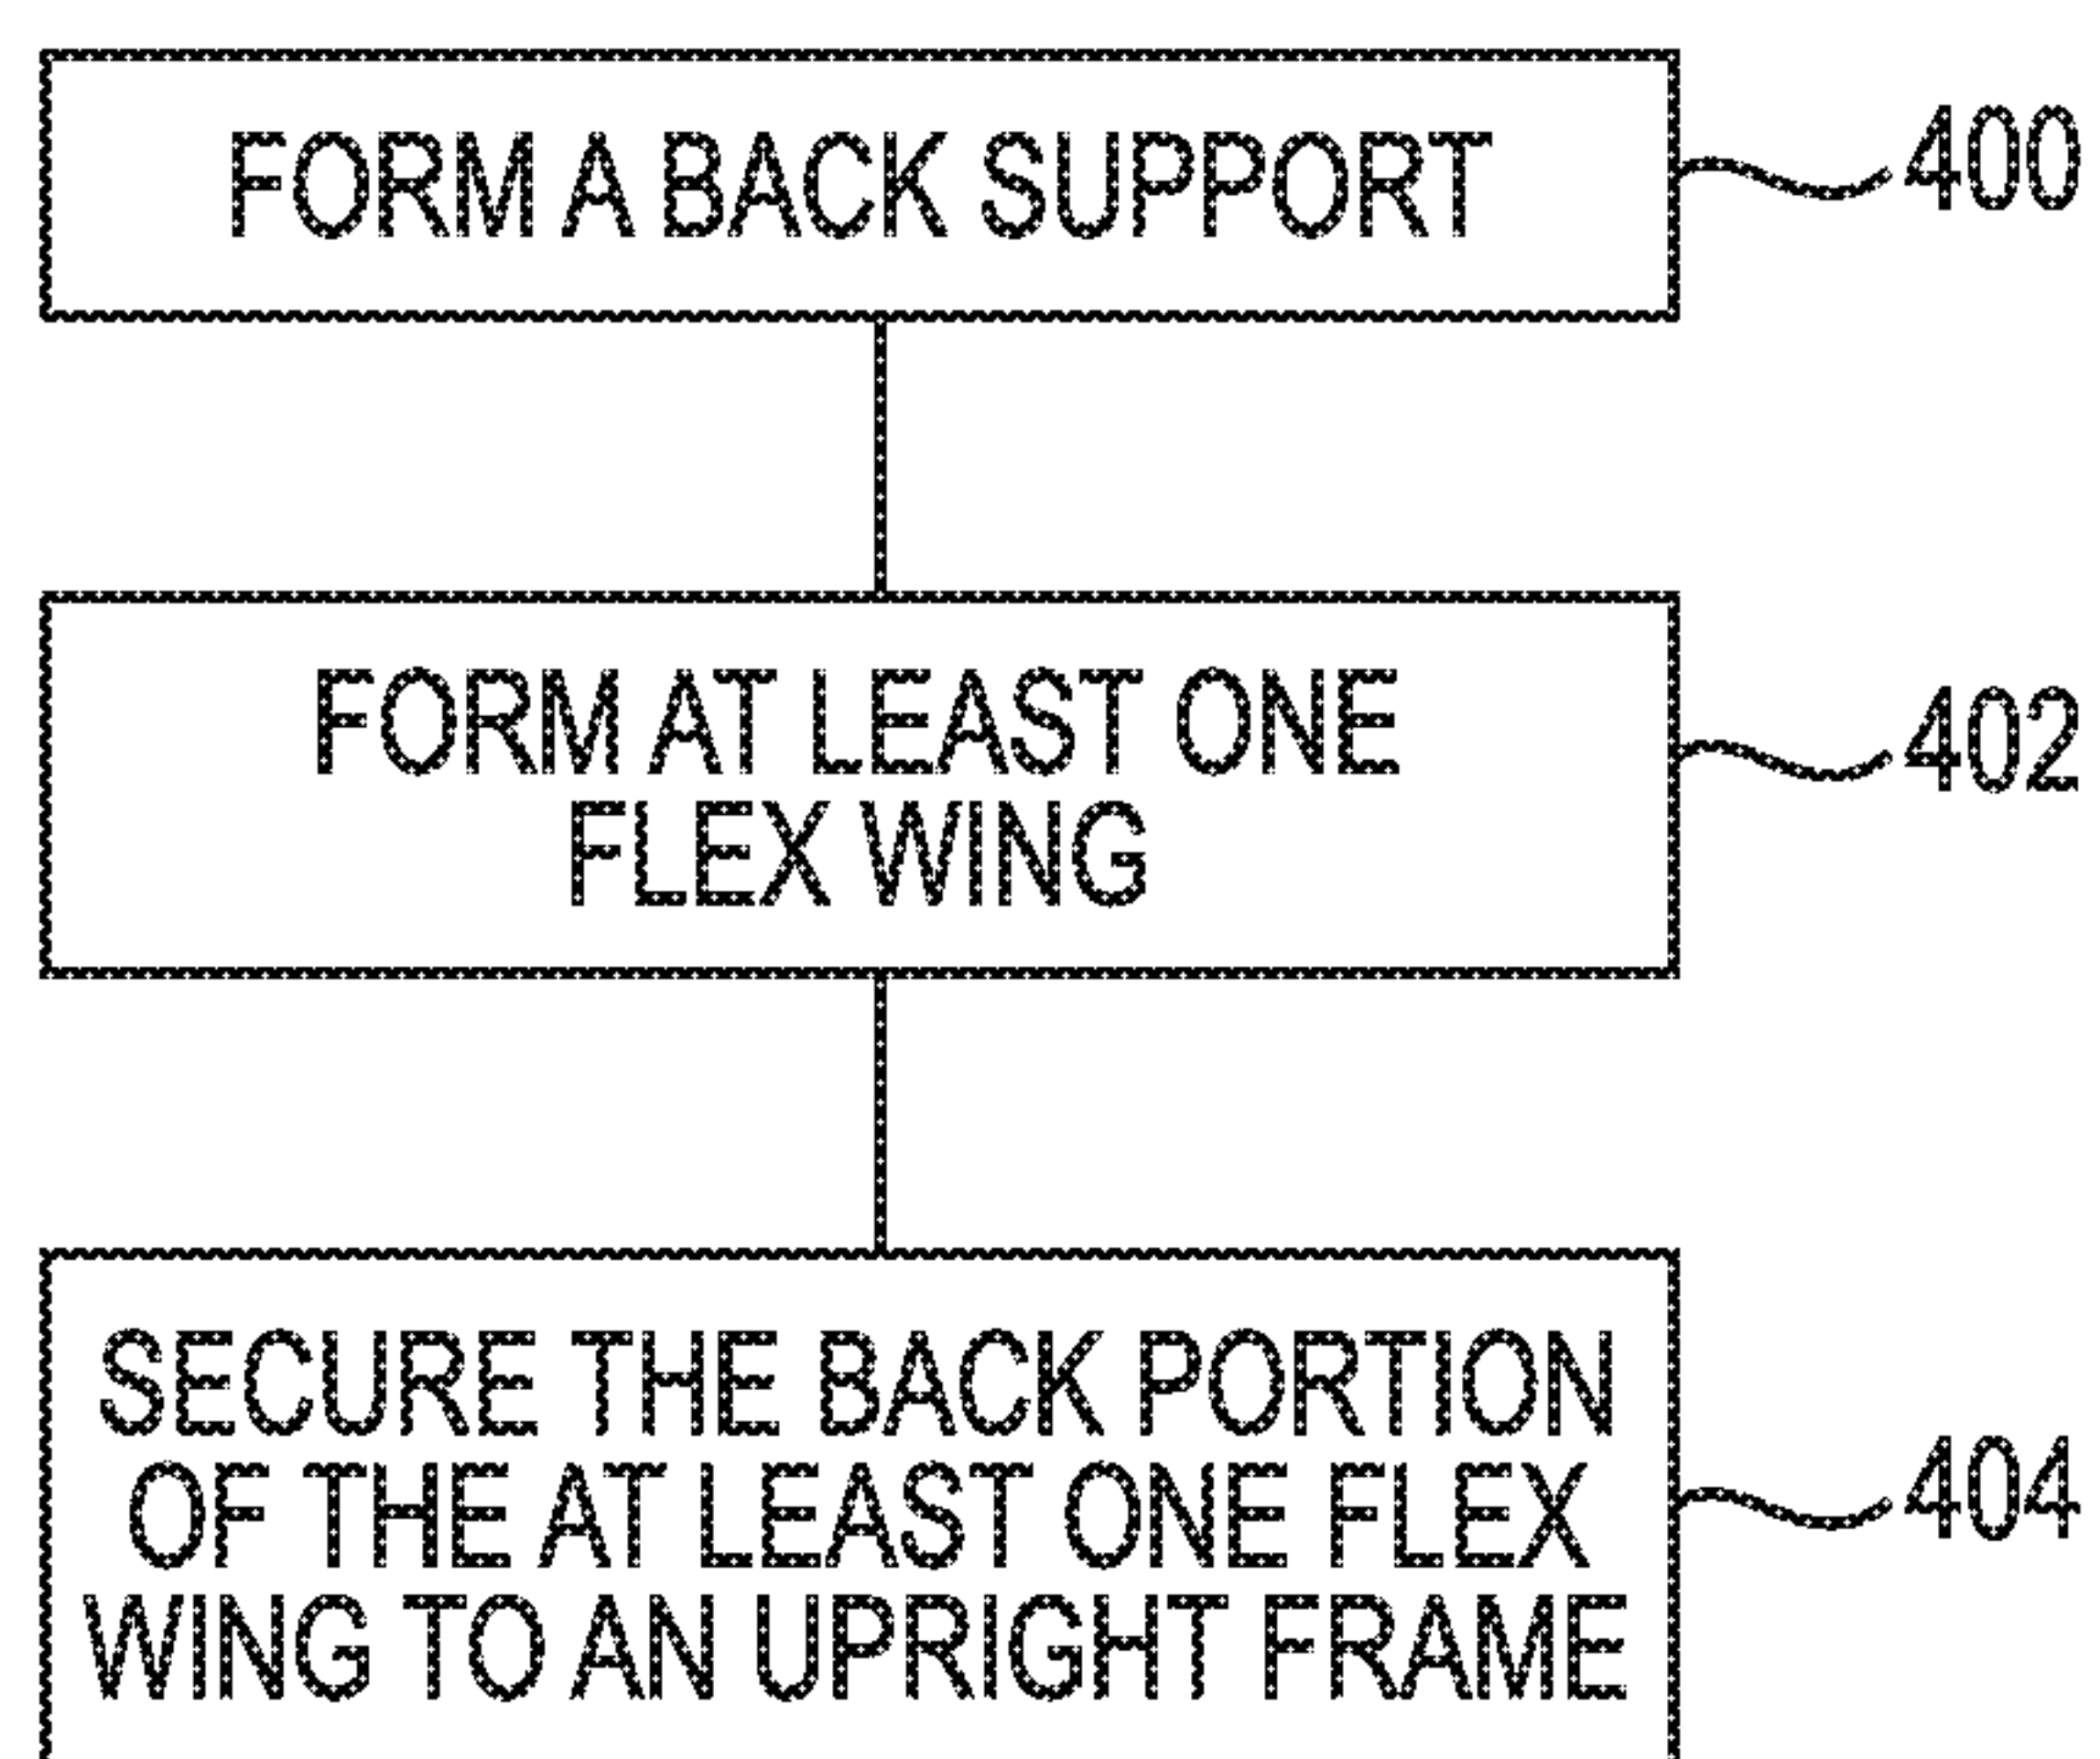 FORM A BACK SUPPORT
400
FORM AT LEAST ONE
FLEX WING
402
SECURE THE BACK PORTION
OF THE AT LEAST ONE FLEX
WING TO AN UPRIGHT FRAME
404